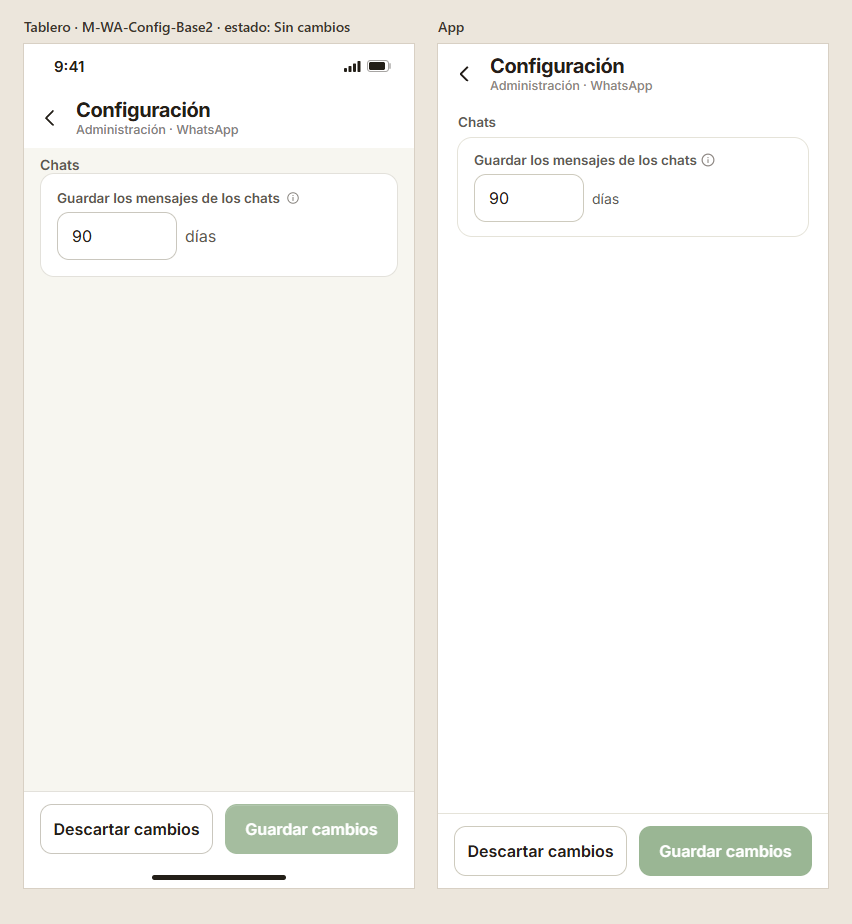 Tablero · M-WA-Config-Base2 · estado: Sin cambios
9:41
Configuración
Administración · WhatsApp
Chats
Guardar los mensajes de los chats
90 días
Descartar cambios Guardar cambios
App
Configuración
Administración · WhatsApp
Chats
Guardar los mensajes de los chats
90 días
Descartar cambios Guardar cambios